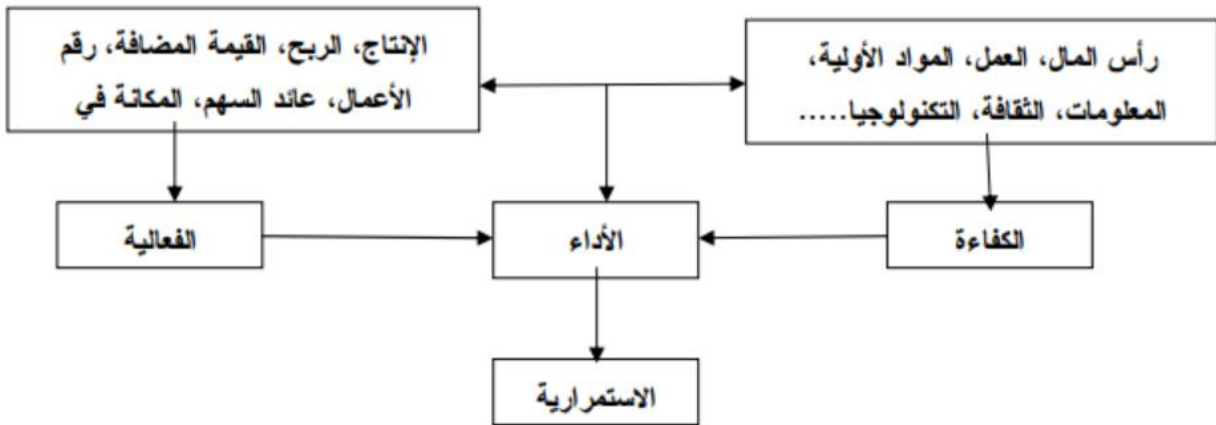 رأس المال، العمل، المواد الأولية،
المعلومات، الثقافة، التكنولوجيا.....
الإنتاج، الربح، القيمة المضافة، رقم
الأعمال، عائد السهم، المكانة في
الكفاءة
الأداء
الفعالية
الاستمرارية